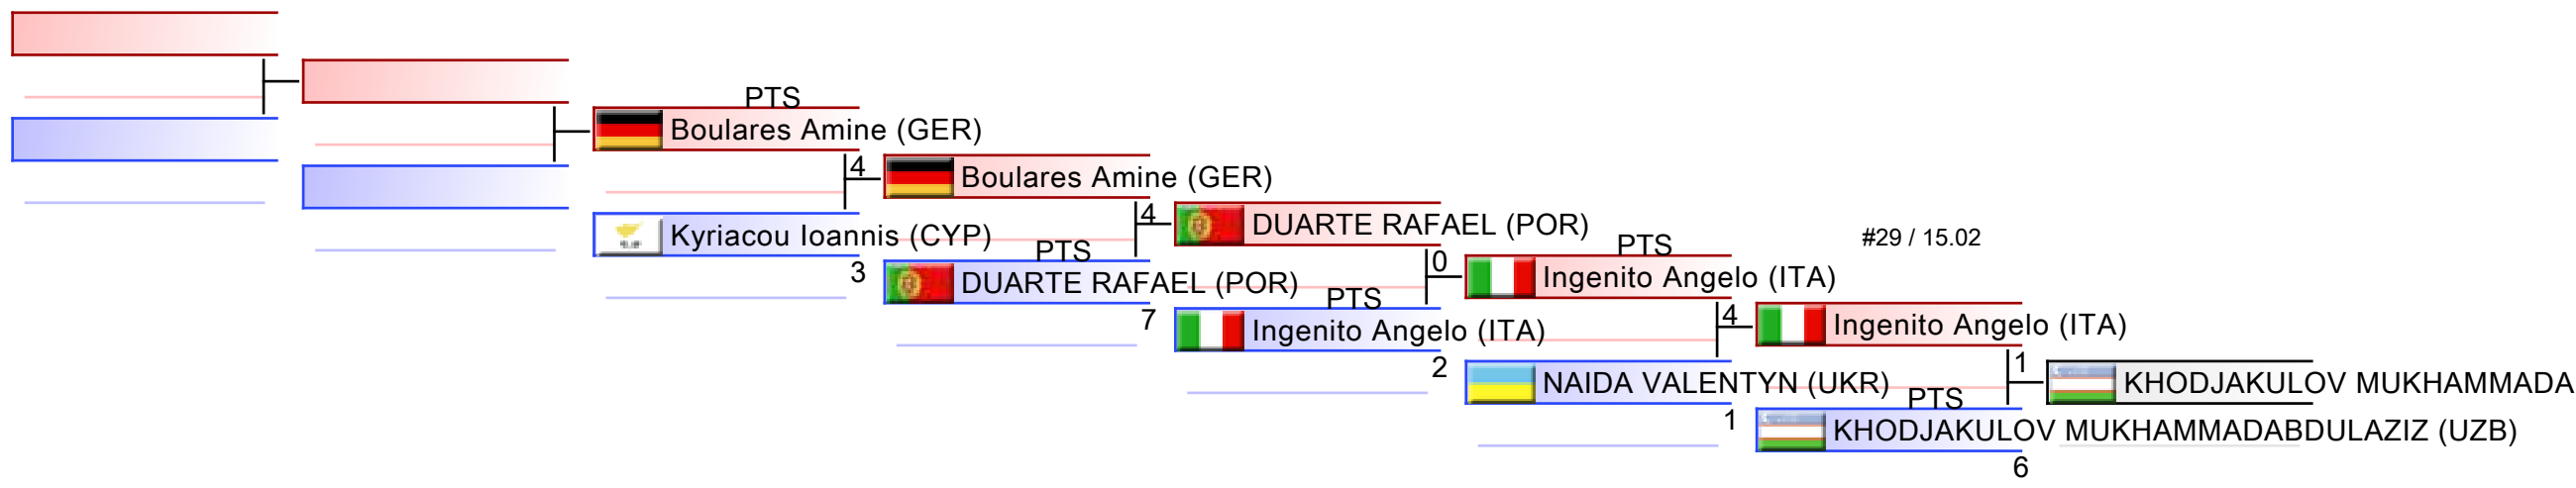 PTS
Boulares Amine (GER)
4
Boulares Amine (GER)
Kyriacou Ioannis (CYP)
3
4
DUARTE RAFAEL (POR)
PTS
DUARTE RAFAEL (POR)
7
0
PTS
Ingenito Angelo (ITA)
#29 / 15.02
PTS
Ingenito Angelo (ITA)
2
4
Ingenito Angelo (ITA)
NAIDA VALENTYN (UKR)
1
1
KHODJAKULOV MUKHAMMADA
PTS
KHODJAKULOV MUKHAMMADABDULAZIZ (UZB)
6